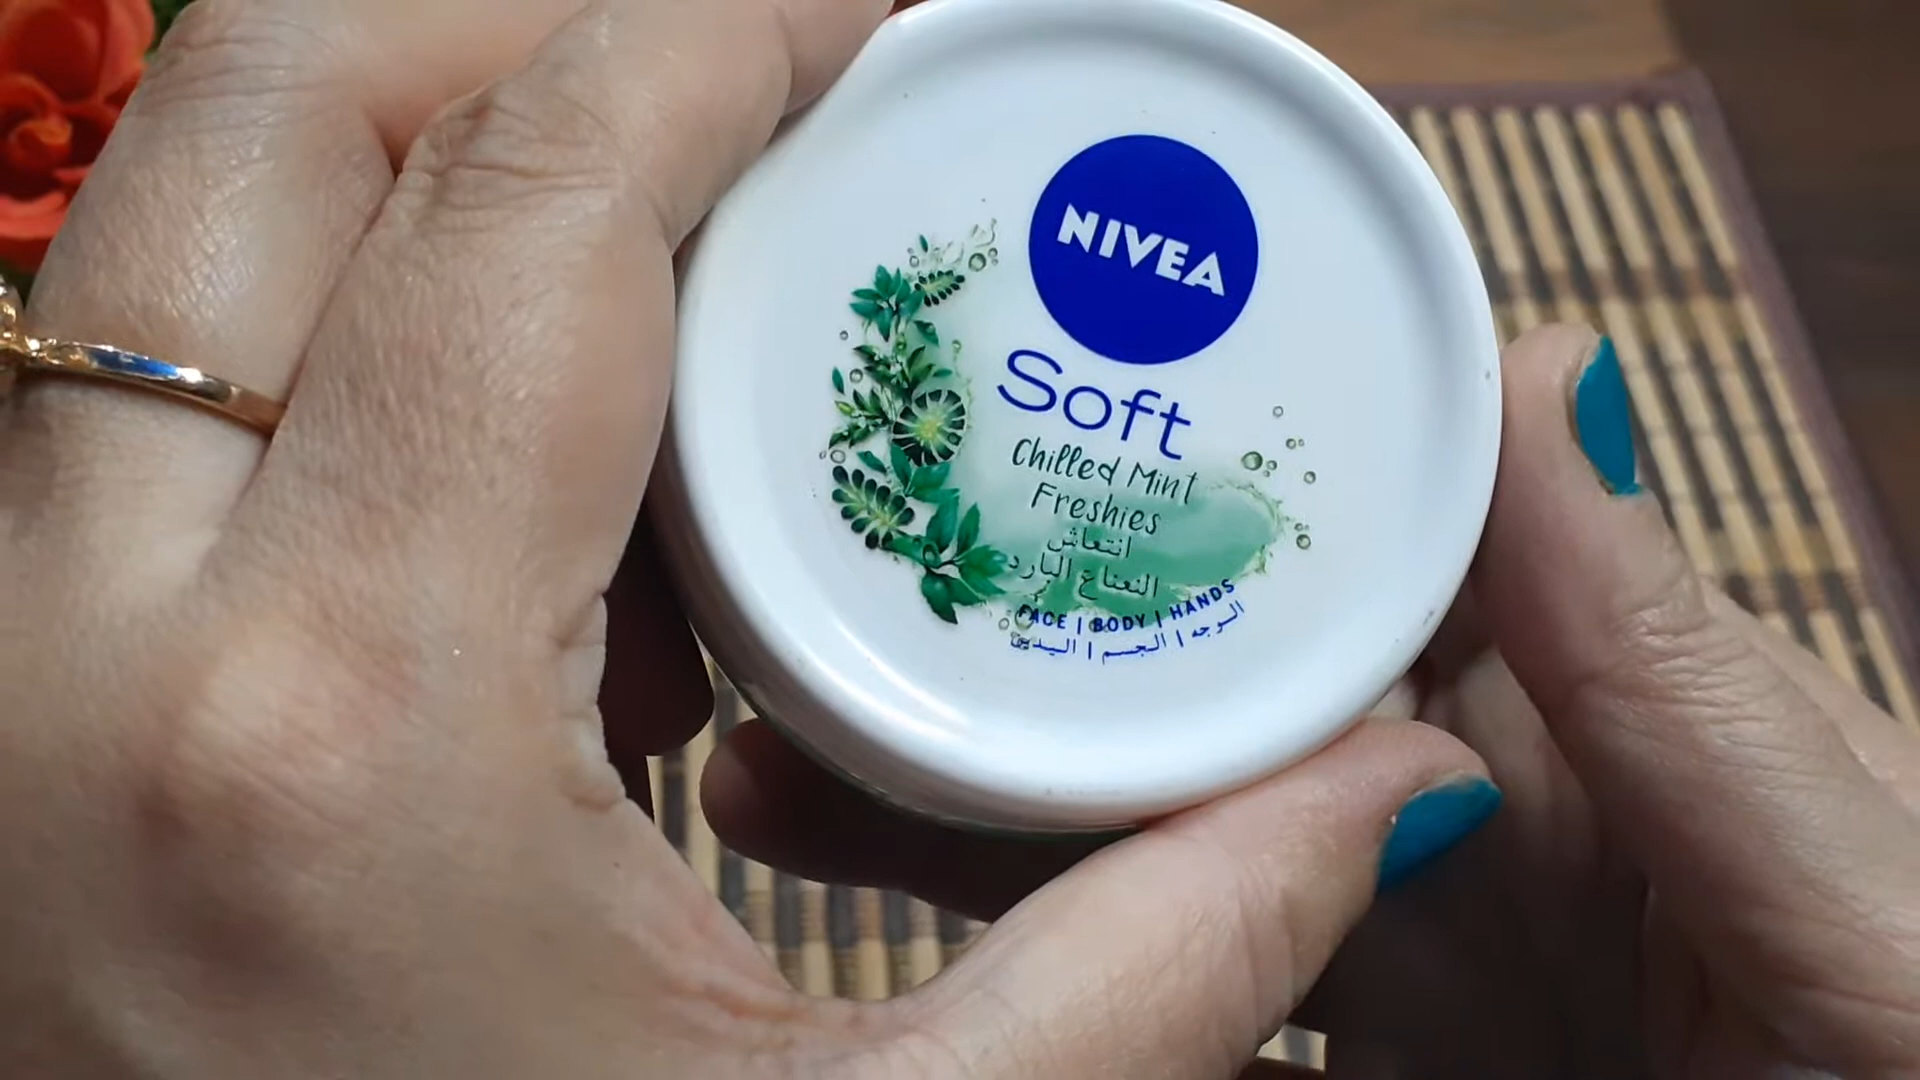 NIVEA
Soft
Chilled Mint
Freshies
انتعاش
النعناع البارد
FACE | BODY | HANDS
الوجه | الجسم | اليدين